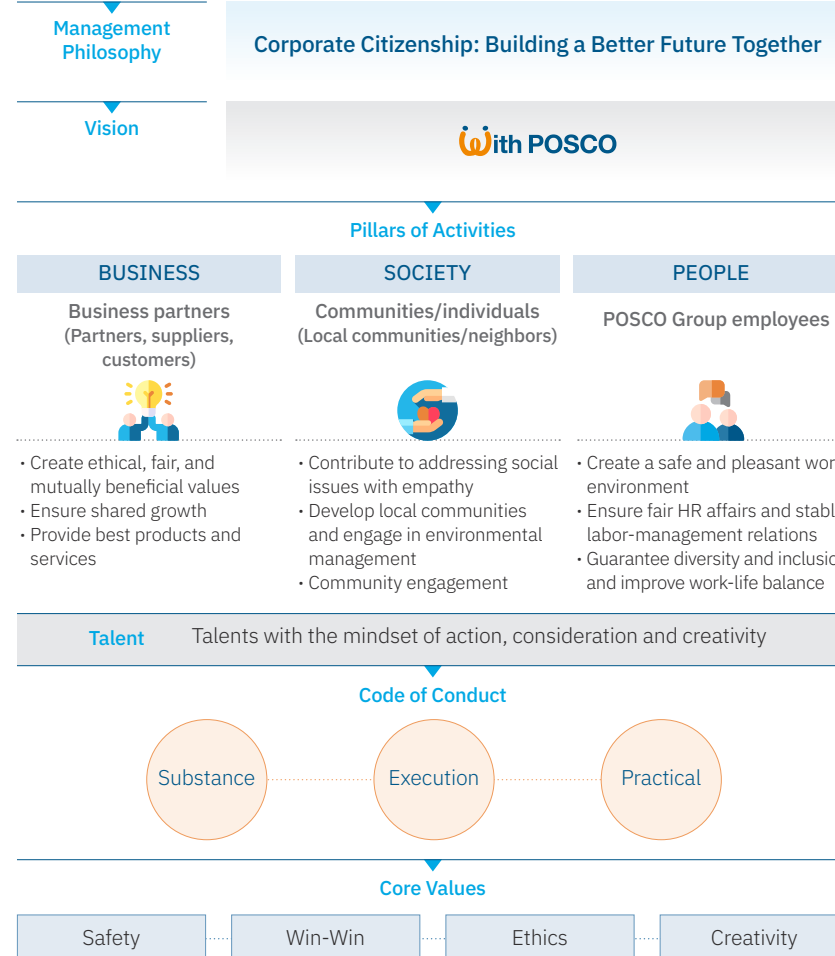 Management
Philosophy
Corporate Citizenship: Building a Better Future Together
Vision
With POSCO
Pillars of Activities
BUSINESS
Business partners
(Partners, suppliers,
customers)
• Create ethical, fair, and
mutually beneficial values
• Ensure shared growth
• Provide best products and
services
SOCIETY
Communities/individuals
(Local communities/neighbors)
• Contribute to addressing social
issues with empathy
• Develop local communities
and engage in environmental
management
• Community engagement
PEOPLE
POSCO Group employees
• Create a safe and pleasant wor
environment
• Ensure fair HR affairs and stabl
labor-management relations
• Guarantee diversity and inclusio
and improve work-life balance
Talent Talents with the mindset of action, consideration and creativity
Code of Conduct
Substance
Execution
Practical
Core Values
Safety
Win-Win
Ethics
Creativity